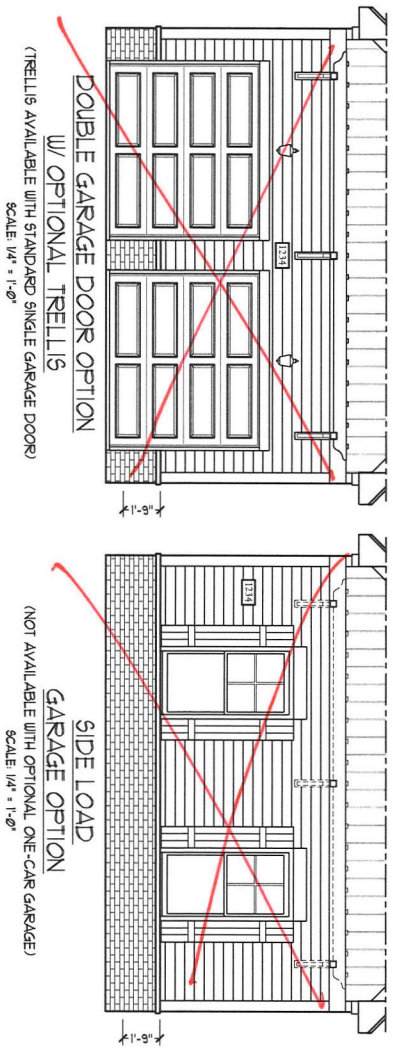 1234
1'-9"
DOUBLE GARAGE DOOR OPTION
W/ OPTIONAL TRELLIS
(TRELLIS AVAILABLE WITH STANDARD SINGLE GARAGE DOOR)
SCALE: 1/4" = 1'-0"
1234
1'-9"
SIDE LOAD
GARAGE OPTION
(NOT AVAILABLE WITH OPTIONAL ONE-CAR GARAGE)
SCALE: 1/4" = 1'-0"